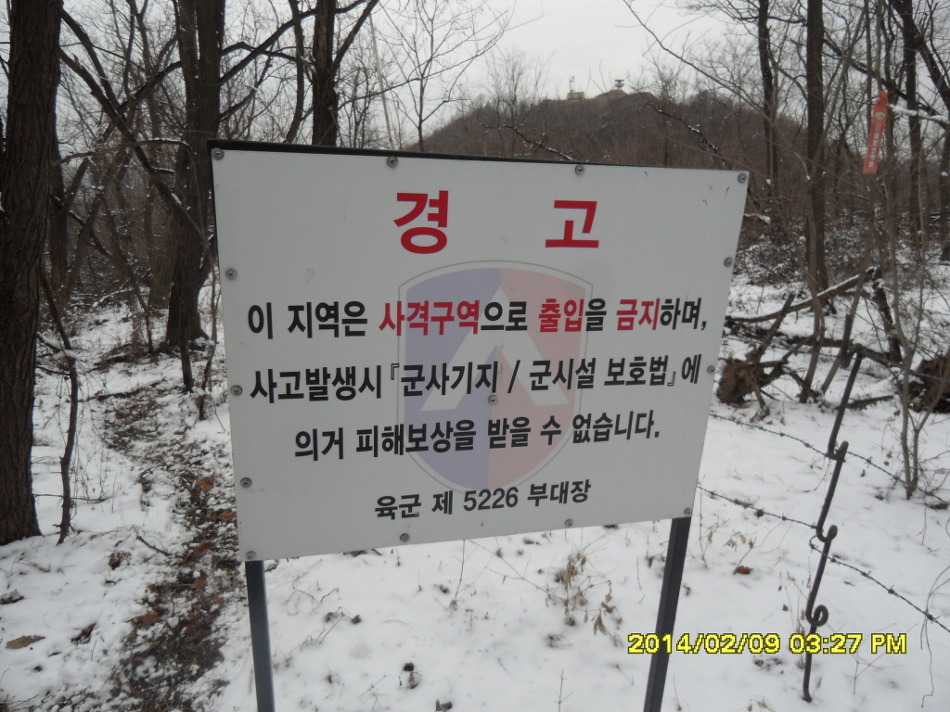 경 고
이 지역은 사격구역으로 출입을 금지하며,
사고발생시『군사기지 / 군시설 보호법』에
의거 피해보상을 받을 수 없습니다.
육군 제 5226 부대장
2014/02/09 03:27 PM